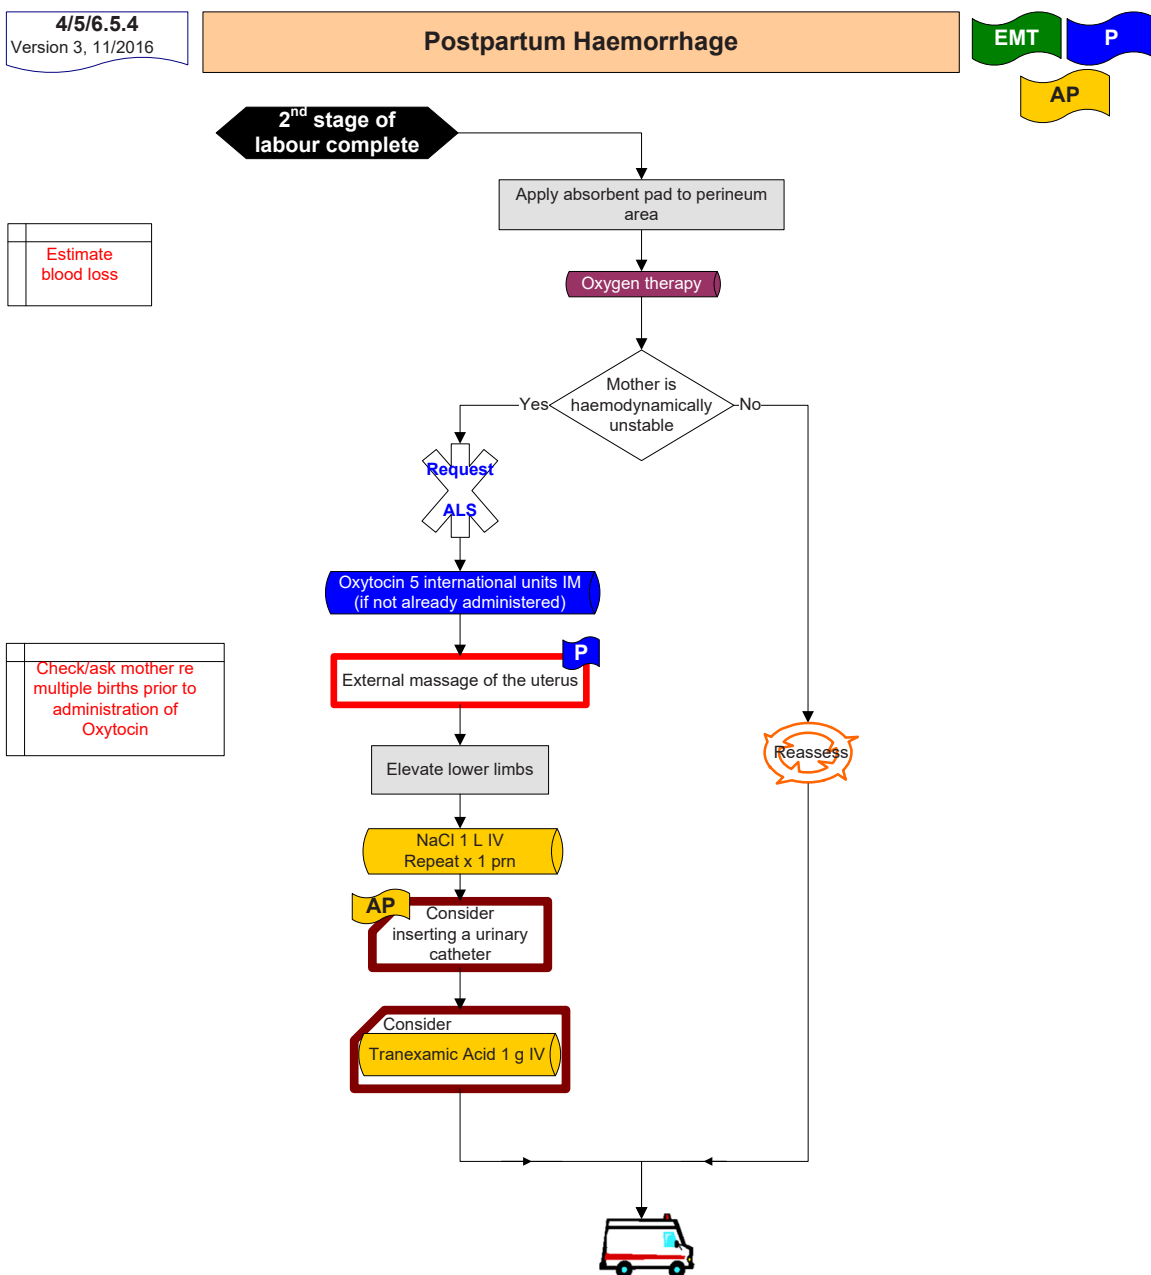 4/5/6.5.4
Version 3, 11/2016
Postpartum Haemorrhage
EMT
P
AP
2nd stage of
labour complete
Apply absorbent pad to perineum
area
Estimate
blood loss
Oxygen therapy
Mother is
haemodynamically
unstable
Yes
No
Request
ALS
Oxytocin 5 international units IM
(if not already administered)
P
External massage of the uterus
Check/ask mother re
multiple births prior to
administration of
Oxytocin
Reassess
Elevate lower limbs
NaCl 1 L IV
Repeat x 1 prn
AP
Consider
inserting a urinary
catheter
Consider
Tranexamic Acid 1 g IV